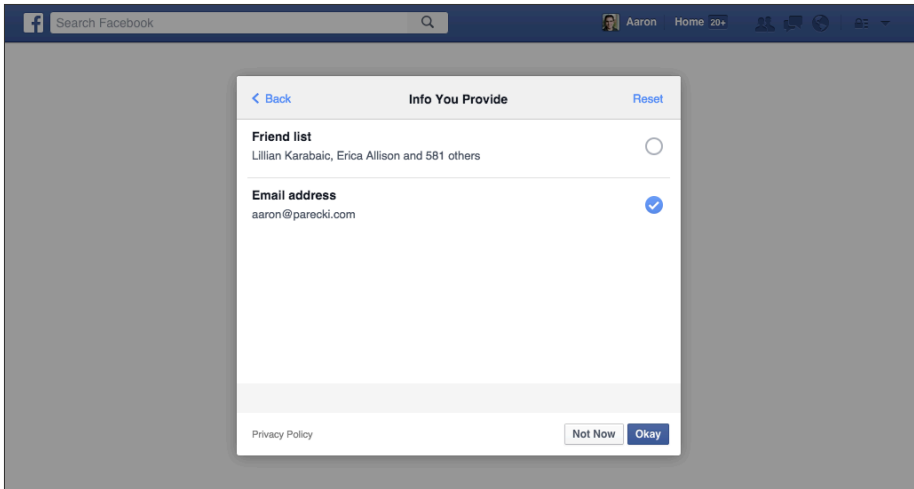 f Search Facebook Aaron Home 20+
Back Info You Provide Reset
Friend list
Lillian Karabaic, Erica Allison and 581 others
Email address
aaron@parecki.com
Privacy Policy Not Now Okay